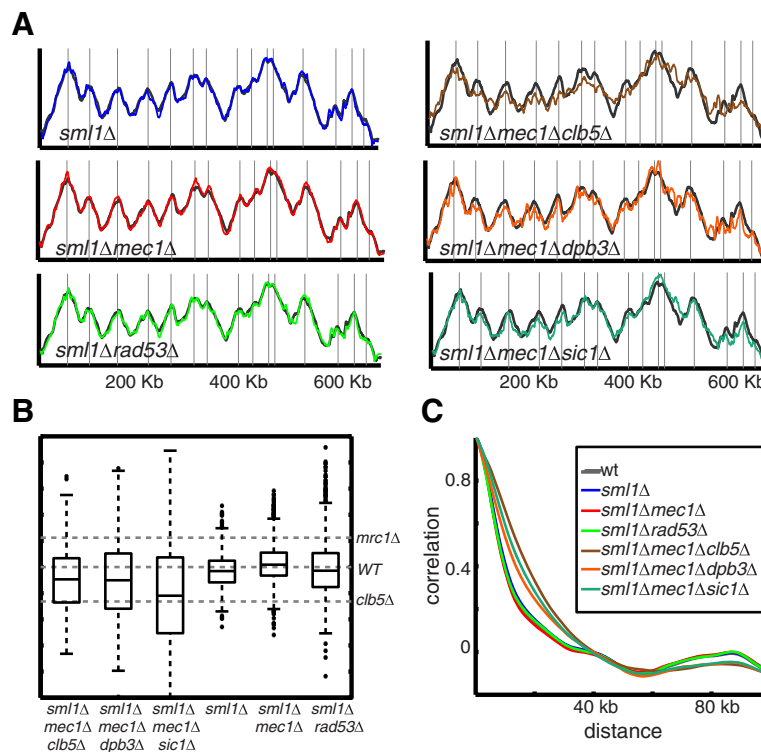 A
sml1Δ
sml1Δmec1Δclb5Δ
sml1Δmec1Δ
sml1Δmec1Δdpb3Δ
sml1Δrad53Δ
sml1Δmec1Δsic1Δ
200 Kb 400 Kb 600 Kb
200 Kb 400 Kb 600 Kb
B
mrc1Δ
WT
clb5Δ
sml1Δ mec1Δ clb5Δ
sml1Δ mec1Δ dpb3Δ
sml1Δ mec1Δ sic1Δ
sml1Δ
sml1Δ mec1Δ
sml1Δ rad53Δ
C
correlation
0.8
0.4
0
wt
sml1Δ
sml1Δmec1Δ
sml1Δrad53Δ
sml1Δmec1Δclb5Δ
sml1Δmec1Δdpb3Δ
sml1Δmec1Δsic1Δ
40 kb 80 kb
distance